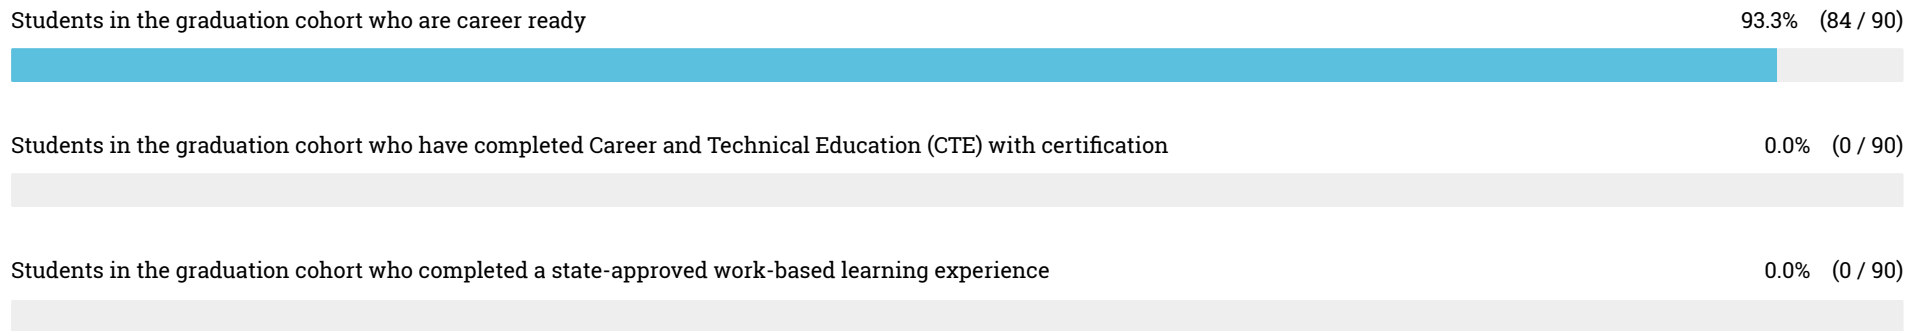 Students in the graduation cohort who are career ready 93.3% (84 / 90)
Students in the graduation cohort who have completed Career and Technical Education (CTE) with certification 0.0% (0 / 90)
Students in the graduation cohort who completed a state-approved work-based learning experience 0.0% (0 / 90)